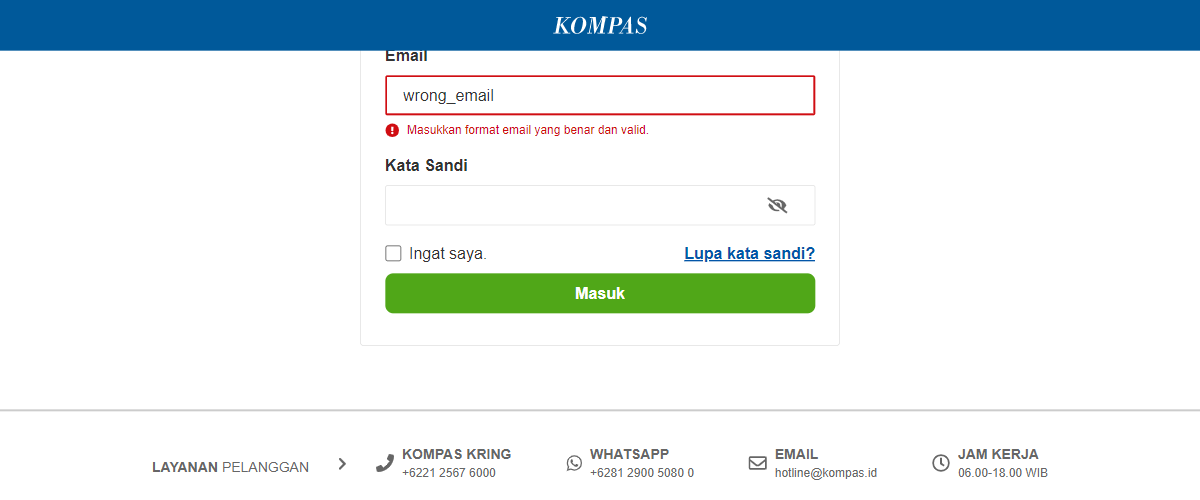 KOMPAS
Email
wrong_email
Masukkan format email yang benar dan valid.
Kata Sandi
Ingat saya.
Lupa kata sandi?
Masuk
LAYANAN PELANGGAN
KOMPAS KRING
+6221 2567 6000
WHATSAPP
+6281 2900 5080 0
EMAIL
hotline@kompas.id
JAM KERJA
06.00-18.00 WIB